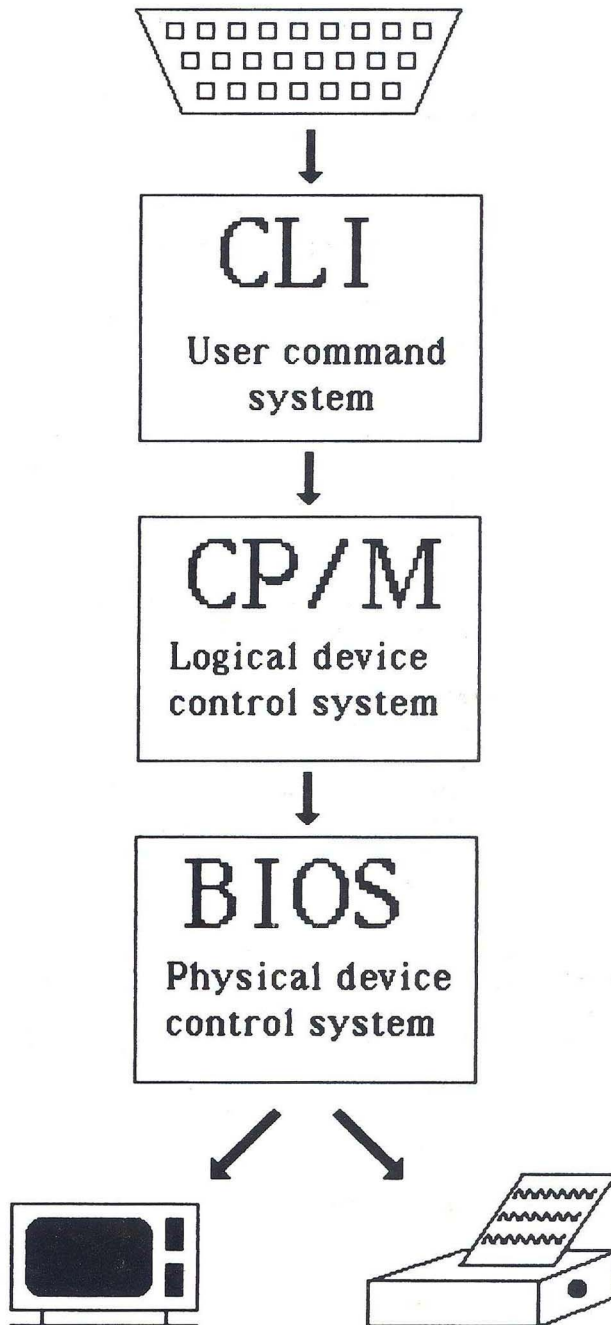 CLI
User command
system
CP/M
Logical device
control system
BIOS
Physical device
control system